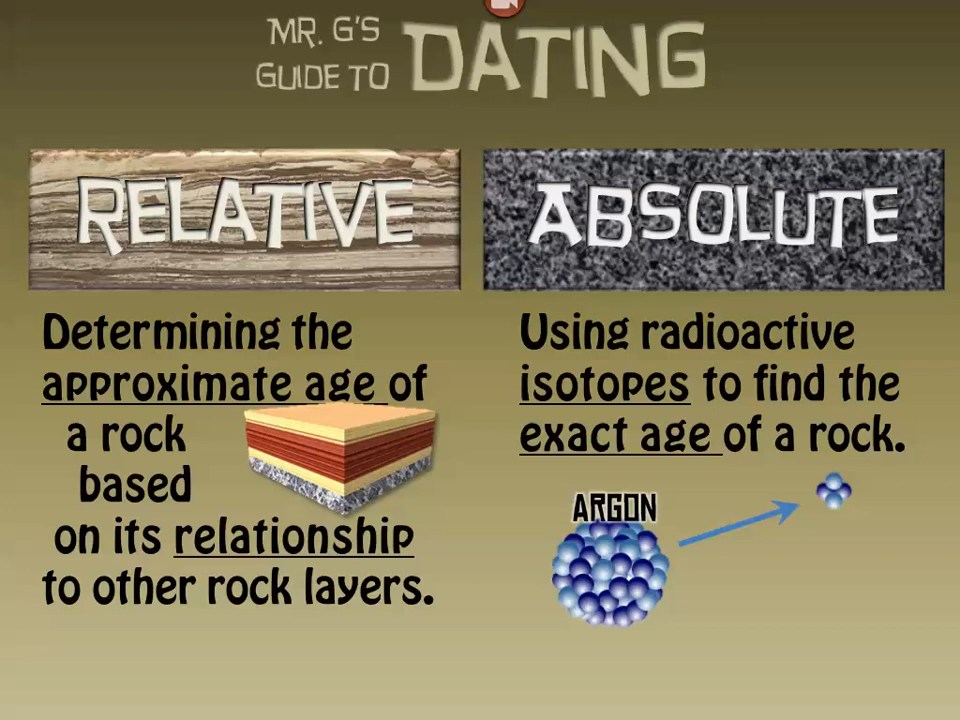 MR. G'S
GUIDE TO
DATING
RELATIVE
Determining the
approximate age of
a rock
based
on its relationship
to other rock layers.
ABSOLUTE
Using radioactive
isotopes to find the
exact age of a rock.
ARGON